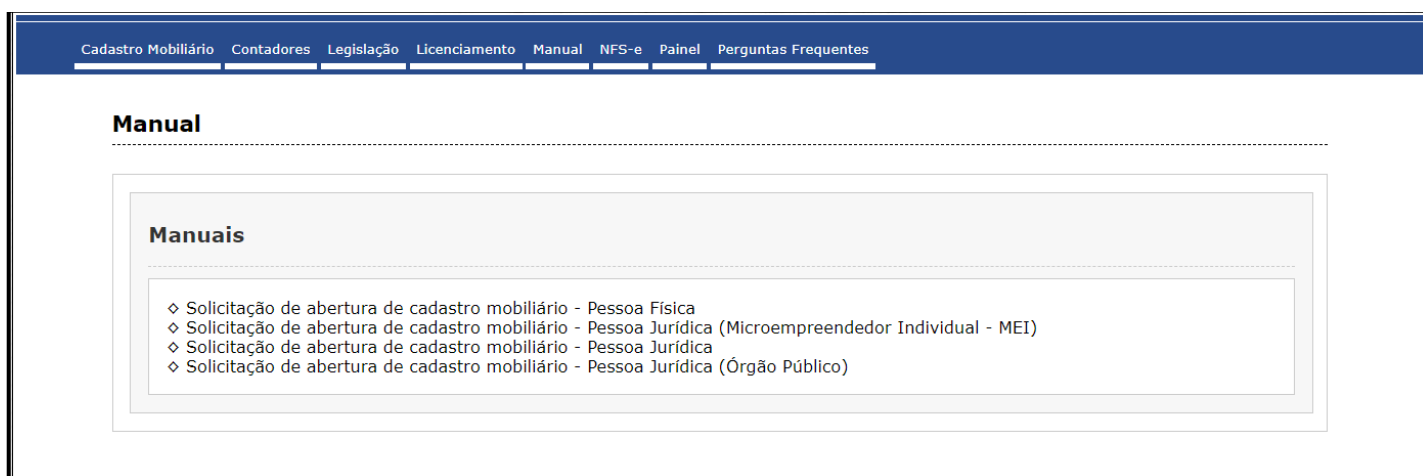 Cadastro Mobiliário Contadores Legislação Licenciamento Manual NFS-e Painel Perguntas Frequentes
Manual
Manuais
◇ Solicitação de abertura de cadastro mobiliário - Pessoa Física
◇ Solicitação de abertura de cadastro mobiliário - Pessoa Jurídica (Microempreendedor Individual - MEI)
◇ Solicitação de abertura de cadastro mobiliário - Pessoa Jurídica
◇ Solicitação de abertura de cadastro mobiliário - Pessoa Jurídica (Órgão Público)